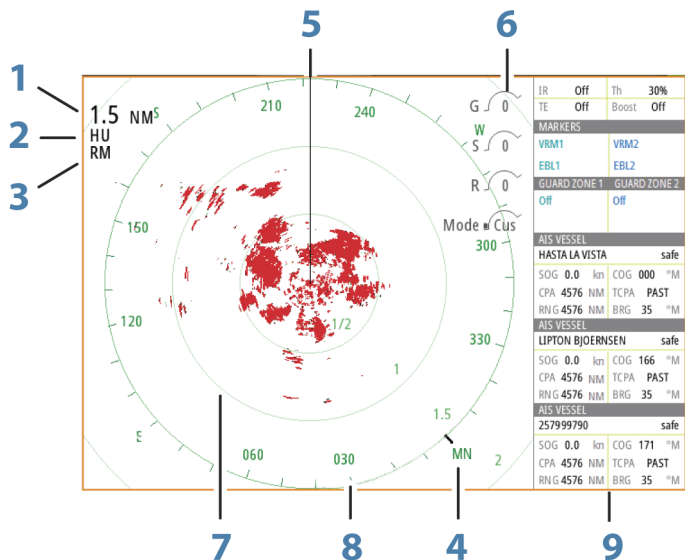 5
6
1
2
3
1.5 NM
HU
RM
S
210
240
W
G 0
S 0
R 0
Mode Cus
150
300
120
330
1/2
1
1.5
2
E
060
030
MN
7
8
4
9
IR Off Th 30%
TE Off Boost Off
MARKERS
VRM1 VRM2
EBL1 EBL2
GUARD ZONE 1 GUARD ZONE 2
Off Off
AIS VESSEL
HASTA LA VISTA safe
SOG 0.0 kn COG 000 °M
CPA 4576 NM TCPA PAST
RNG 4576 NM BRG 35 °M
AIS VESSEL
LIPTON BJOERNSEN safe
SOG 0.0 kn COG 166 °M
CPA 4576 NM TCPA PAST
RNG 4576 NM BRG 35 °M
AIS VESSEL
257999790 safe
SOG 0.0 kn COG 171 °M
CPA 4576 NM TCPA PAST
RNG 4576 NM BRG 35 °M